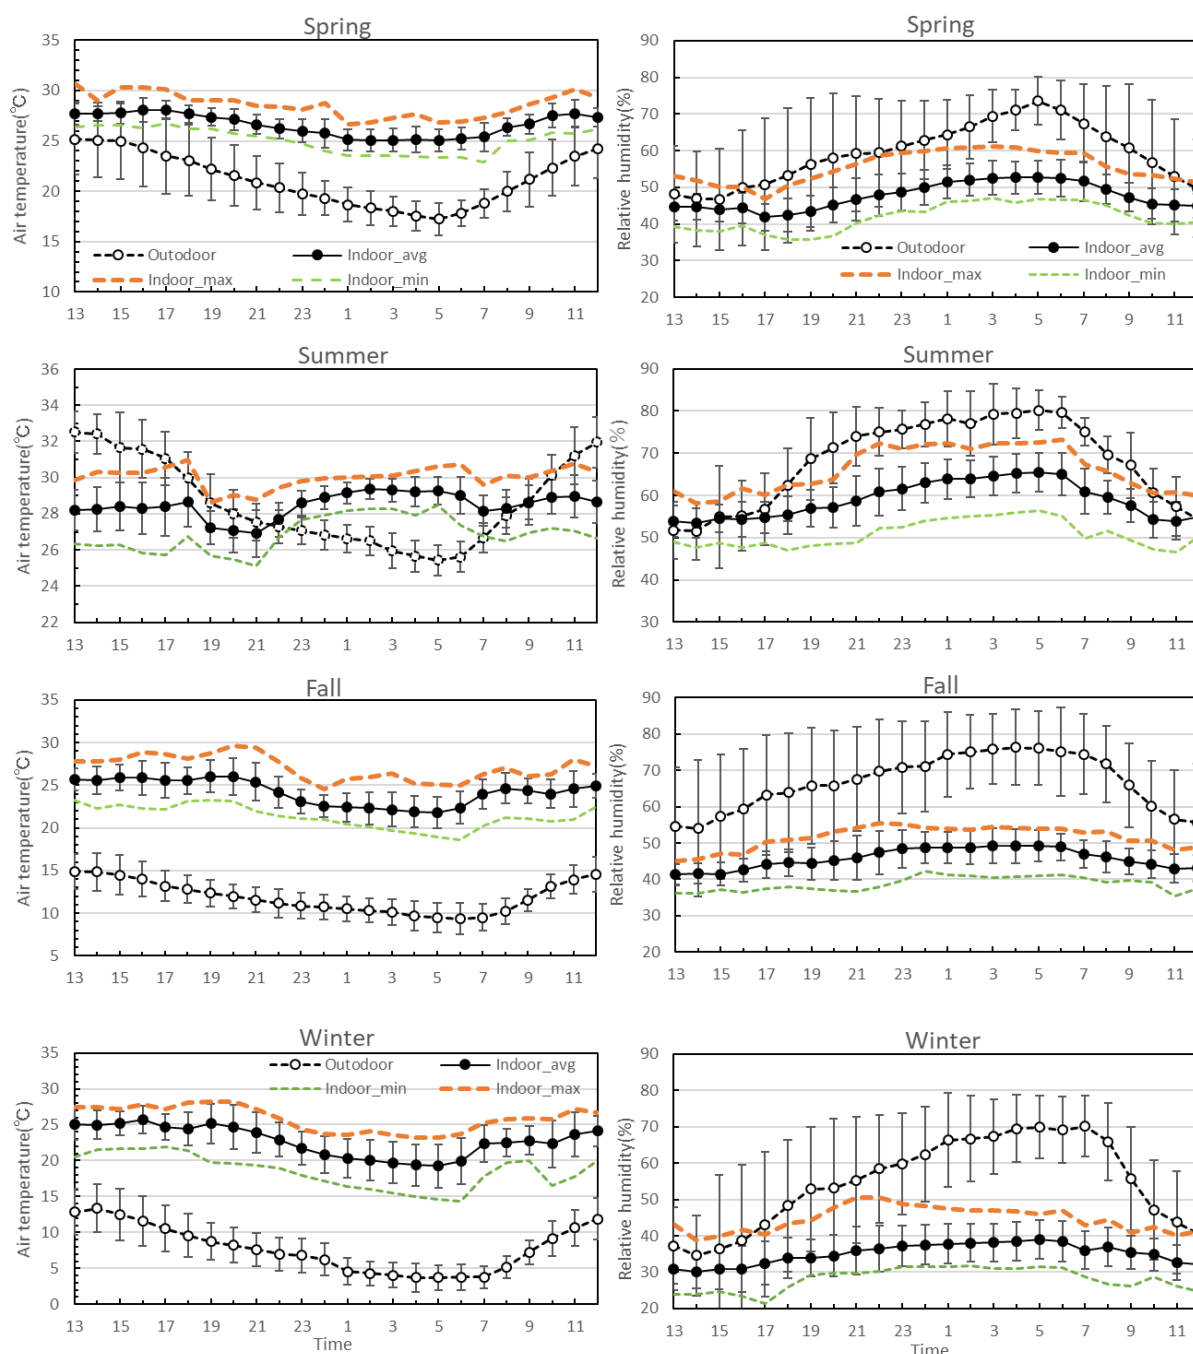 Spring
Air temperature(℃)
35
30
25
20
15
10
Outodoor
Indoor_avg
Indoor_max
Indoor_min
13 15 17 19 21 23 1 3 5 7 9 11
Spring
Relative humidity(%)
90
80
70
60
50
40
30
20
Outodoor
Indoor_avg
Indoor_max
Indoor_min
13 15 17 19 21 23 1 3 5 7 9 11
Summer
Air temperature(℃)
36
34
32
30
28
26
24
22
13 15 17 19 21 23 1 3 5 7 9 11
Summer
Relative humidity(%)
90
80
70
60
50
40
30
13 15 17 19 21 23 1 3 5 7 9 11
Fall
Air temperature(℃)
35
30
25
20
15
10
5
13 15 17 19 21 23 1 3 5 7 9 11
Fall
Relative humidity(%)
90
80
70
60
50
40
30
20
13 15 17 19 21 23 1 3 5 7 9 11
Winter
Air temperature(℃)
35
30
25
20
15
10
5
0
Outodoor
Indoor_avg
Indoor_min
Indoor_max
13 15 17 19 21 23 1 3 5 7 9 11
Time
Winter
Relative humidity(%)
90
80
70
60
50
40
30
20
13 15 17 19 21 23 1 3 5 7 9 11
Time